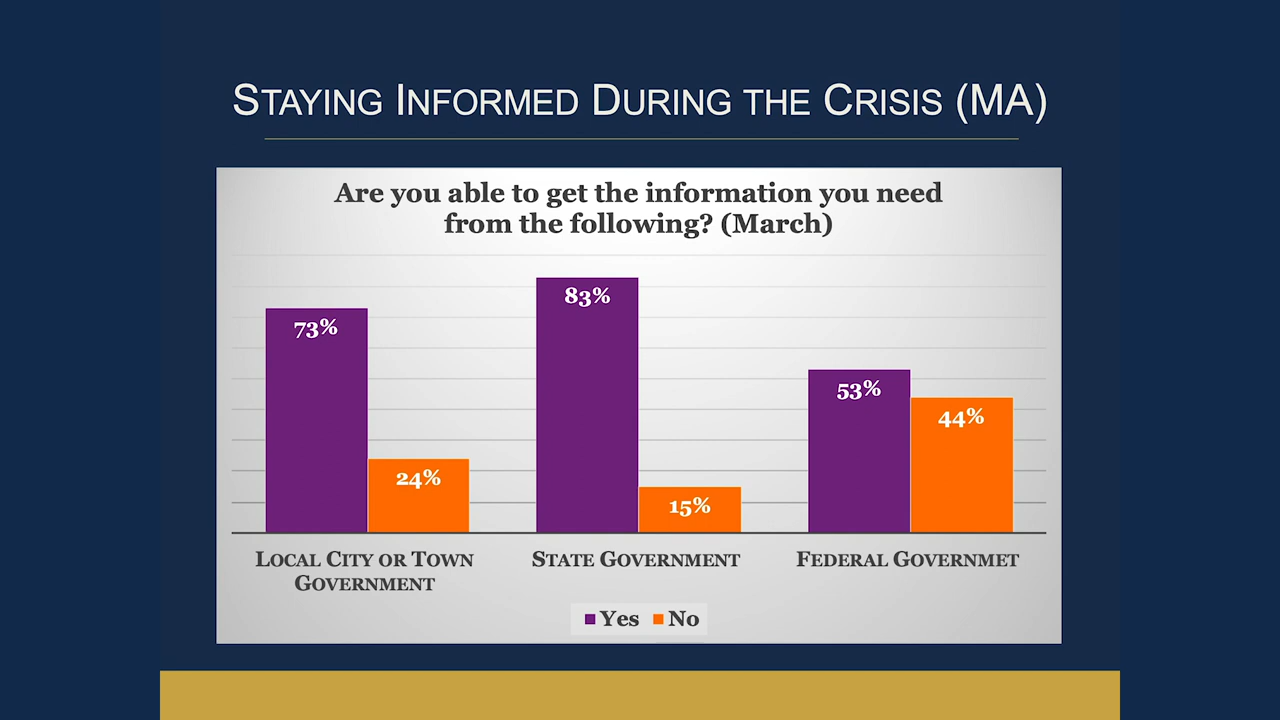 STAYING INFORMED DURING THE CRISIS (MA)
Are you able to get the information you need
from the following? (March)
73%
24%
83%
15%
53%
44%
LOCAL CITY OR TOWN
GOVERNMENT
STATE GOVERNMENT
FEDERAL GOVERNMET
Yes No